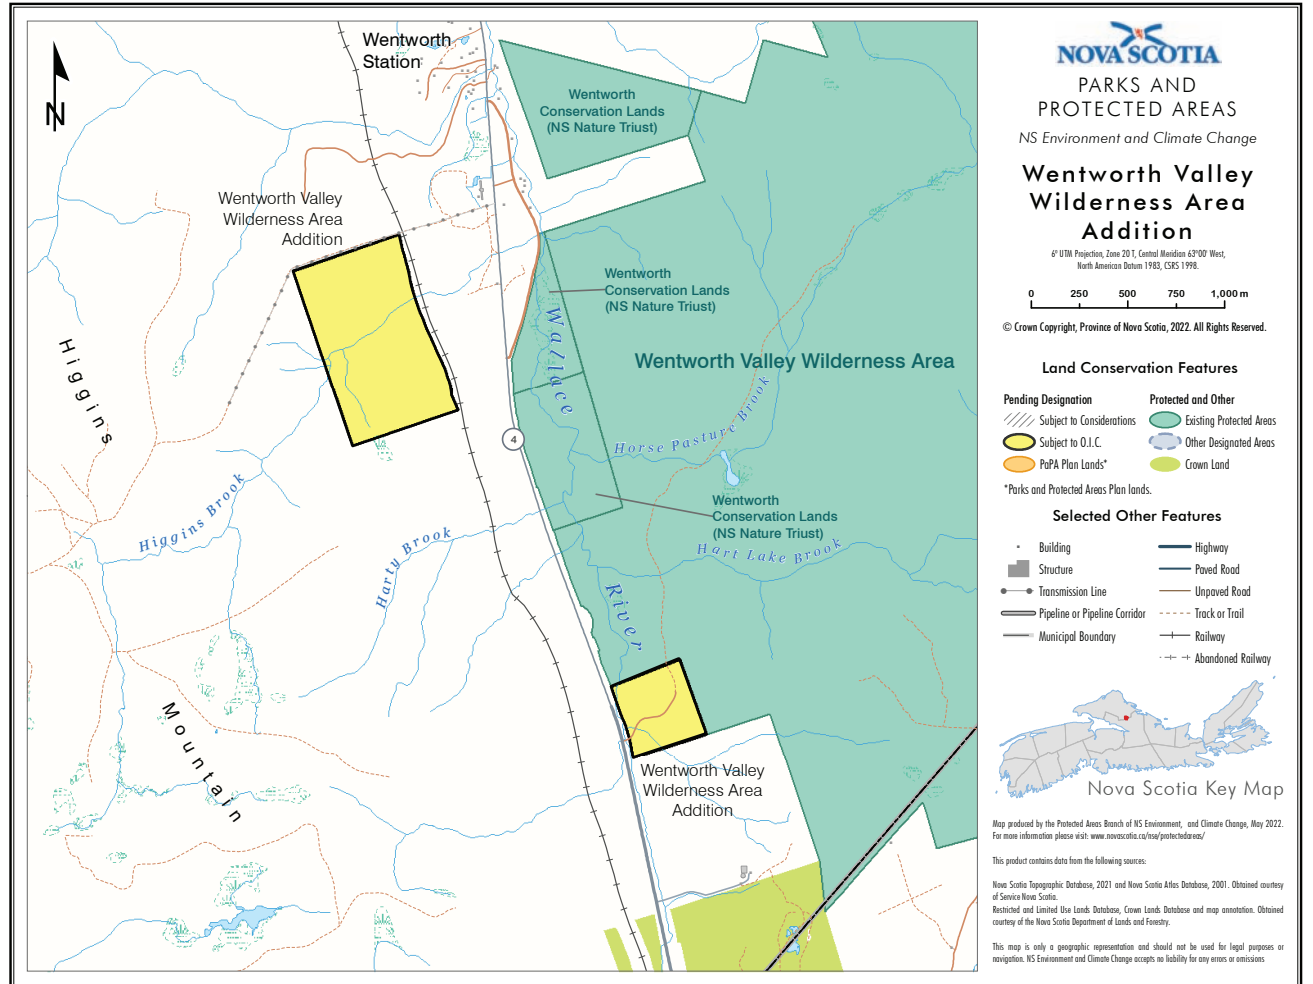 Wentworth
Station
N
Wentworth
Conservation Lands
(NS Nature Triust)
Wentworth Valley
Wilderness Area
Addition
Wentworth
Conservation Lands
(NS Nature Triust)
Wallace
Wentworth Valley Wilderness Area
Higgins
4
Horse Pasture Brook
Wentworth
Conservation Lands
(NS Nature Triust)
Higgins Brook
Harty Brook
Hart Lake Brook
River
Mountain
Wentworth Valley
Wilderness Area
Addition
NOVA SCOTIA
PARKS AND
PROTECTED AREAS
NS Environment and Climate Change
Wentworth Valley
Wilderness Area
Addition
6° UTM Projection, Zone 20 T, Central Meridian 63°00' West,
North American Datum 1983, CSRS 1998.
0 250 500 750 1,000 m
© Crown Copyright, Province of Nova Scotia, 2022. All Rights Reserved.
Land Conservation Features
Pending Designation
Subject to Considerations
Subject to O.I.C.
PaPA Plan Lands*
Protected and Other
Existing Protected Areas
Other Designated Areas
Crown Land
*Parks and Protected Areas Plan lands.
Selected Other Features
Building
Structure
Transmission Line
Pipeline or Pipeline Corridor
Municipal Boundary
Highway
Paved Road
Unpaved Road
Track or Trail
Railway
Abandoned Railway
Nova Scotia Key Map
Map produced by the Protected Areas Branch of NS Environment, and Climate Change, May 2022.
For more information please visit: www.novascotia.ca/nse/protectedareas/
This product contains data from the following sources:
Nova Scotia Topographic Database, 2021 and Nova Scotia Atlas Database, 2001. Obtained courtesy
of Service Nova Scotia.
Restricted and Limited Use Lands Database, Crown Lands Database and map annotation. Obtained
courtesy of the Nova Scotia Department of Lands and Forestry.
This map is only a geographic representation and should not be used for legal purposes or
navigation. NS Environment and Climate Change accepts no liability for any errors or omissions